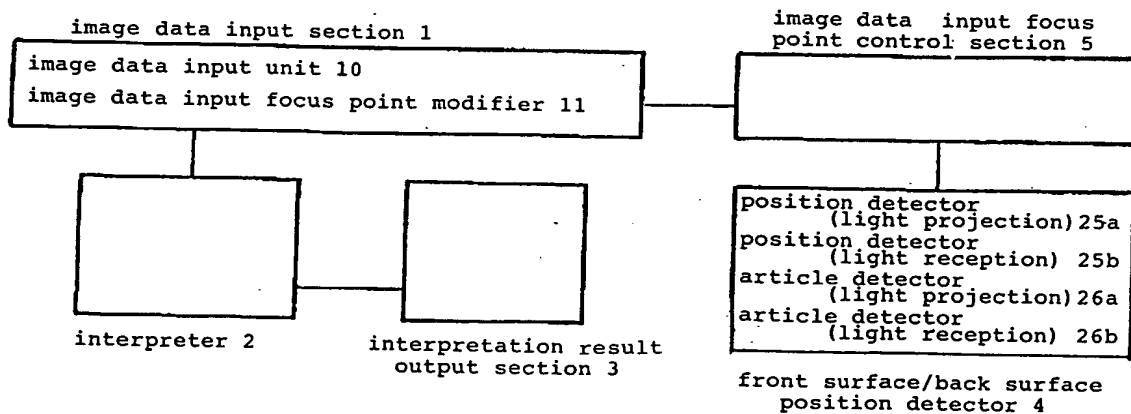 image data input section 1
image data input unit 10
image data input focus point modifier 11
image data input focus
point control section 5
interpreter 2
interpretation result
output section 3
position detector
(light projection)25a
position detector
(light reception) 25b
article detector
(light projection)26a
article detector
(light reception) 26b
front surface/back surface
position detector 4